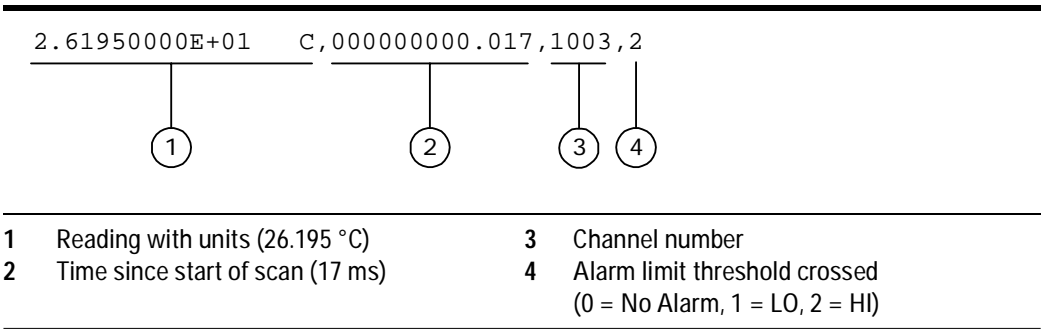 2.61950000E+01    C,000000000.017,1003,2
1 2 3 4
1 Reading with units (26.195 °C)
2 Time since start of scan (17 ms)
3 Channel number
4 Alarm limit threshold crossed
(0 = No Alarm, 1 = LO, 2 = HI)